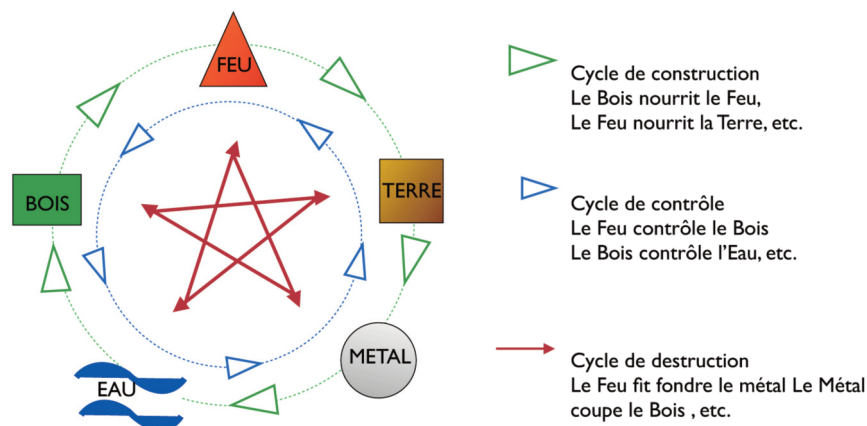 FEU
BOIS
TERRE
METAL
EAU
Cycle de construction
Le Bois nourrit le Feu,
Le Feu nourrit la Terre, etc.
Cycle de contrôle
Le Feu contrôle le Bois
Le Bois contrôle l'Eau, etc.
Cycle de destruction
Le Feu fit fondre le métal Le Métal
coupe le Bois , etc.